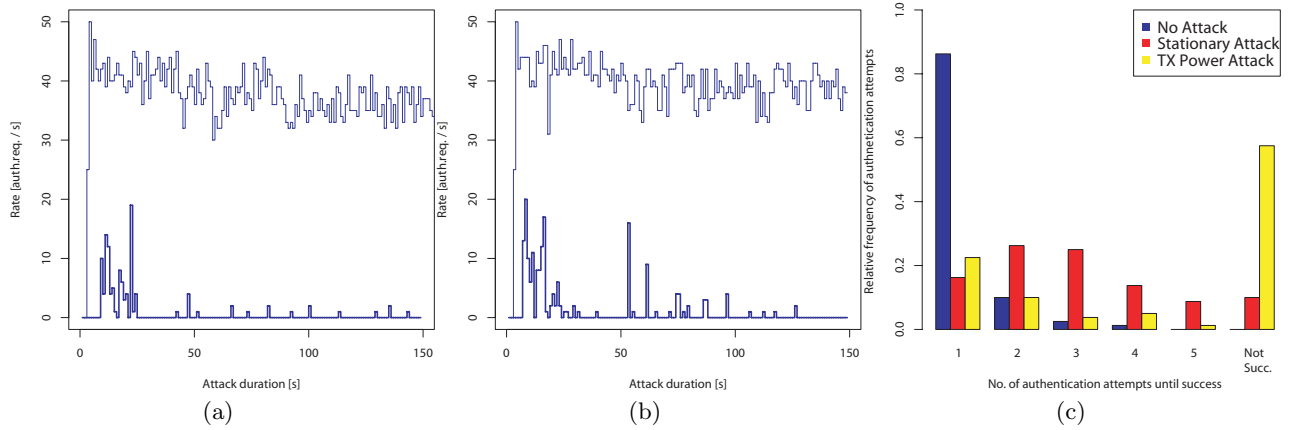 50
40
30
20
10
0
Rate [auth.req. / s]
0
50
100
150
Attack duration [s]
(a)
50
40
30
20
10
0
Rate [auth.req. / s]
0
50
100
150
Attack duration [s]
(b)
No Attack
Stationary Attack
TX Power Attack
1.0
0.8
0.6
0.4
0.2
0.0
Relative frequency of authnetication attempts
1
2
3
4
5
Not
Succ.
No. of authentication attempts until success
(c)